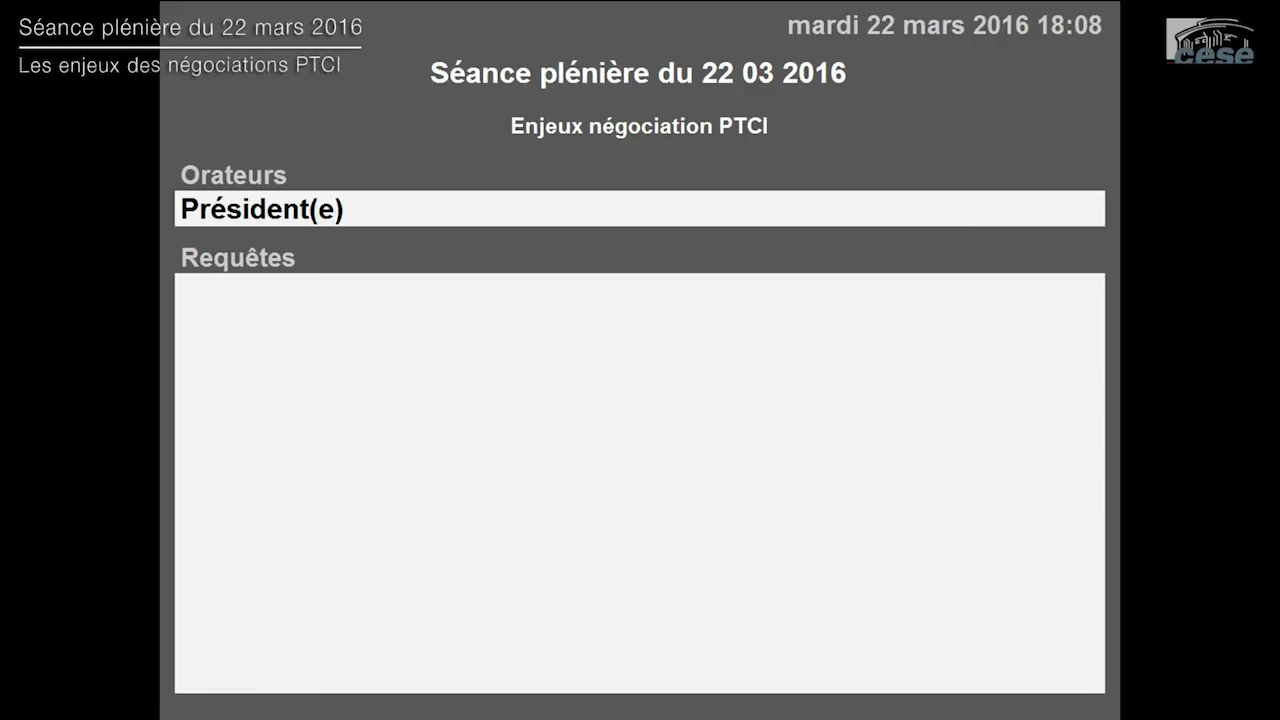 Séance plénière du 22 mars 2016
Les enjeux des négociations PTCI
mardi 22 mars 2016 18:08
cese
Séance plénière du 22 03 2016
Enjeux négociation PTCI
Orateurs
Président(e)
Requêtes